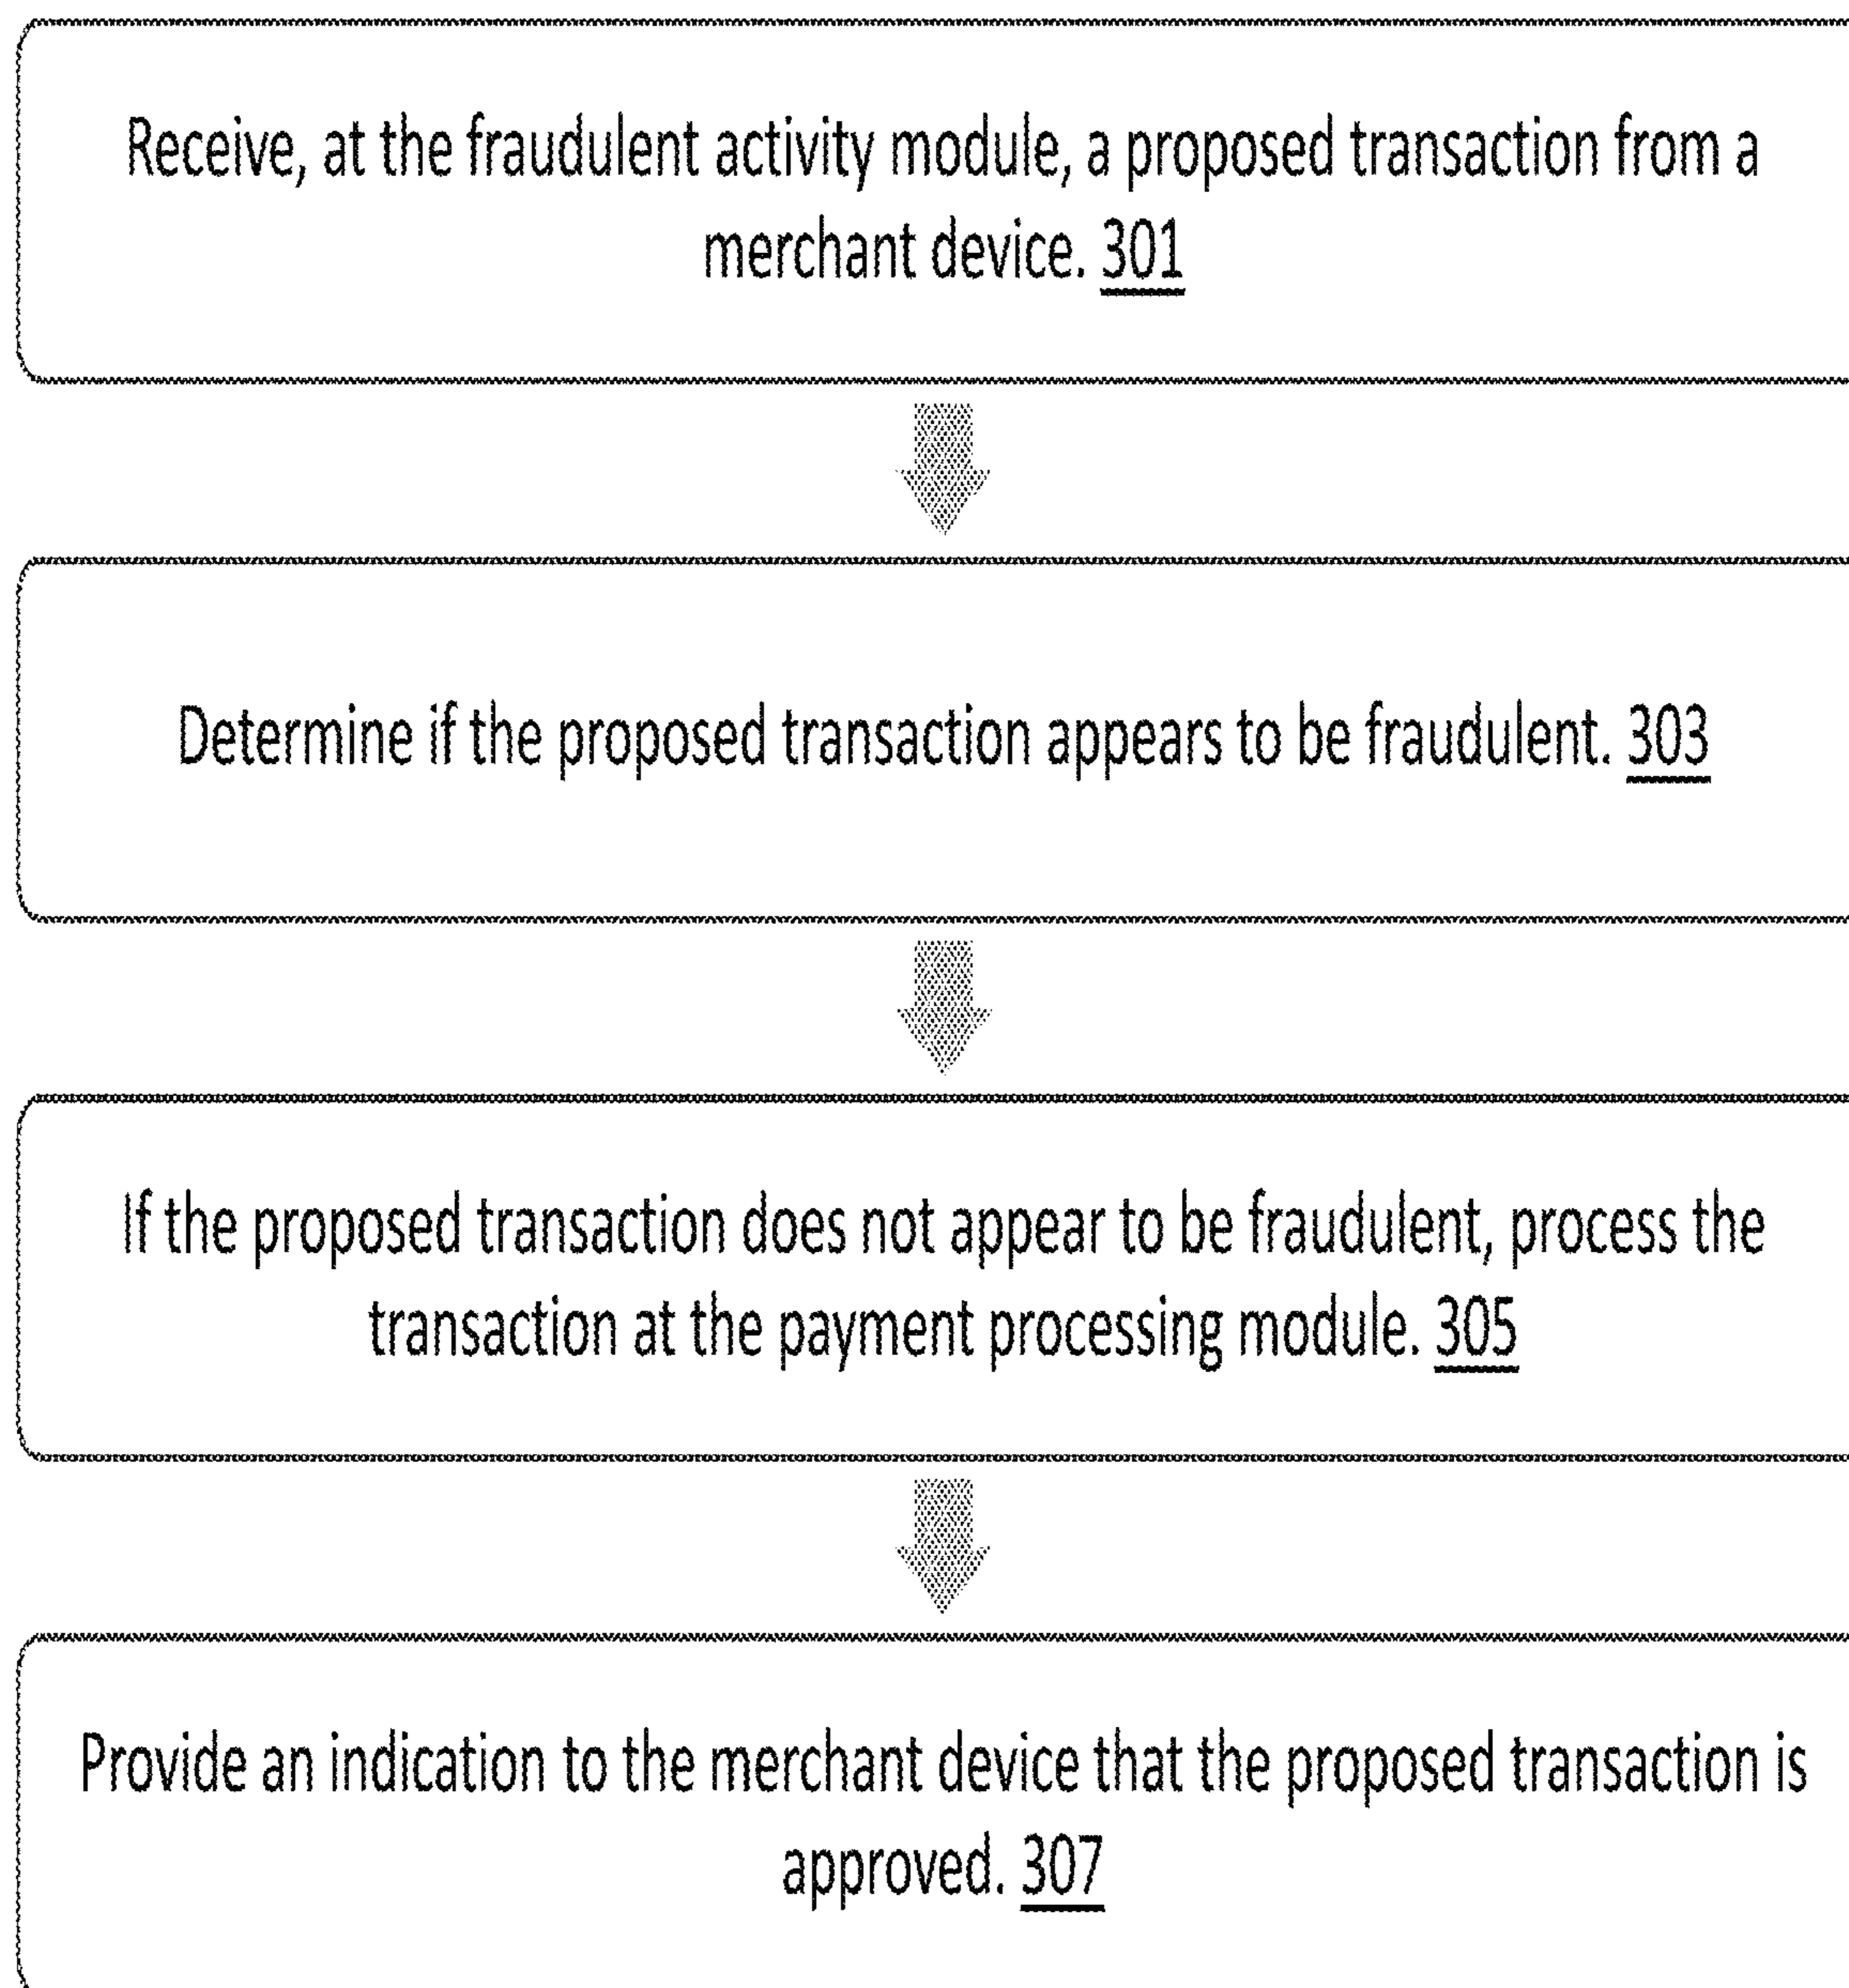 Receive, at the fraudulent activity module, a proposed transaction from a
merchant device. 301
Determine if the proposed transaction appears to be fraudulent. 303
If the proposed transaction does not appear to be fraudulent, process the
transaction at the payment processing module. 305
Provide an indication to the merchant device that the proposed transaction is
approved. 307